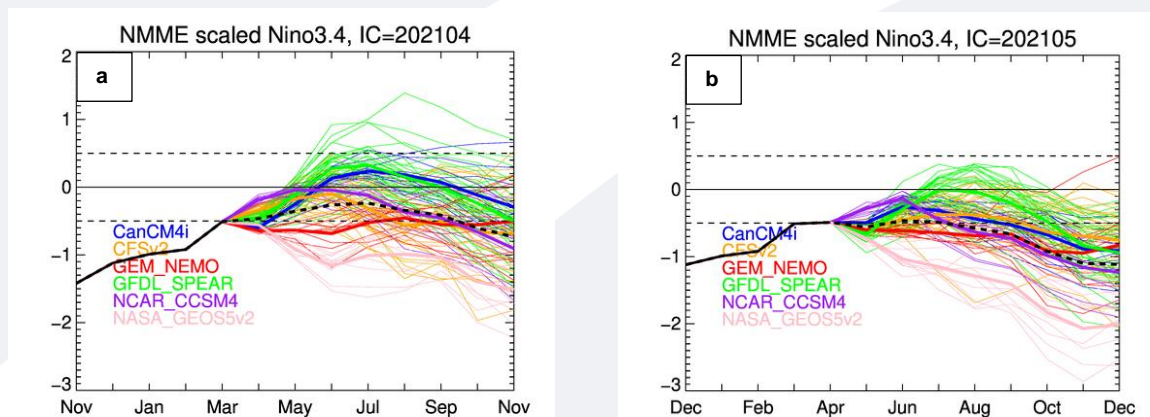 NMME scaled Nino3.4, IC=202104
a
2
1
0
−1
−2
−3
CanCM4i
CFSv2
GEM_NEMO
GFDL_SPEAR
NCAR_CCSM4
NASA_GEOS5v2
Nov Jan Mar May Jul Sep Nov
NMME scaled Nino3.4, IC=202105
b
2
1
0
−1
−2
−3
CanCM4i
CFSv2
GEM_NEMO
GFDL_SPEAR
NCAR_CCSM4
NASA_GEOS5v2
Dec Feb Apr Jun Aug Oct Dec